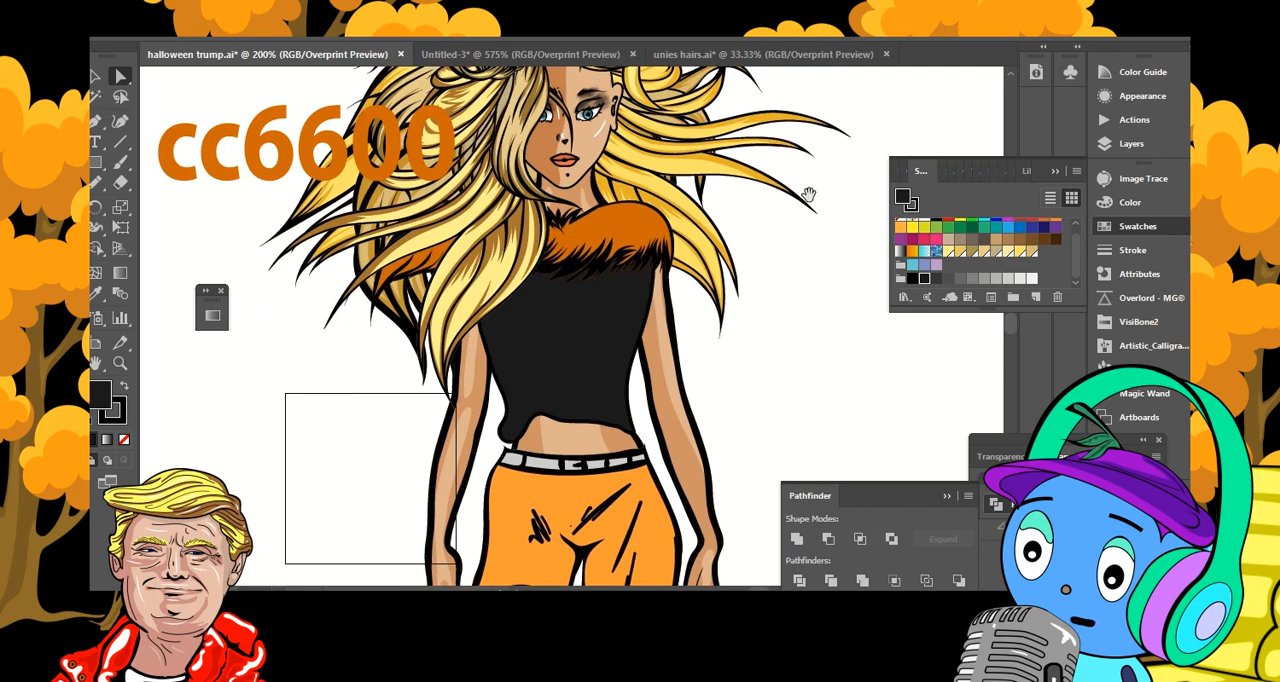 halloween trump.ai* @ 200% (RGB/Overprint Preview) × Untitled-3* @ 575% (RGB/Overprint Preview) × unies hairs.ai* @ 33.33% (RGB/Overprint Preview) ×
cc6600
S...
Color Guide
Appearance
Actions
Layers
Image Trace
Color
Swatches
Stroke
Attributes
Overlord - MG®
VisiBone2
Artistic_Calligra...
Magic Wand
Artboards
Transparenc
Pathfinder
Shape Modes:
Expand
Pathfinders: